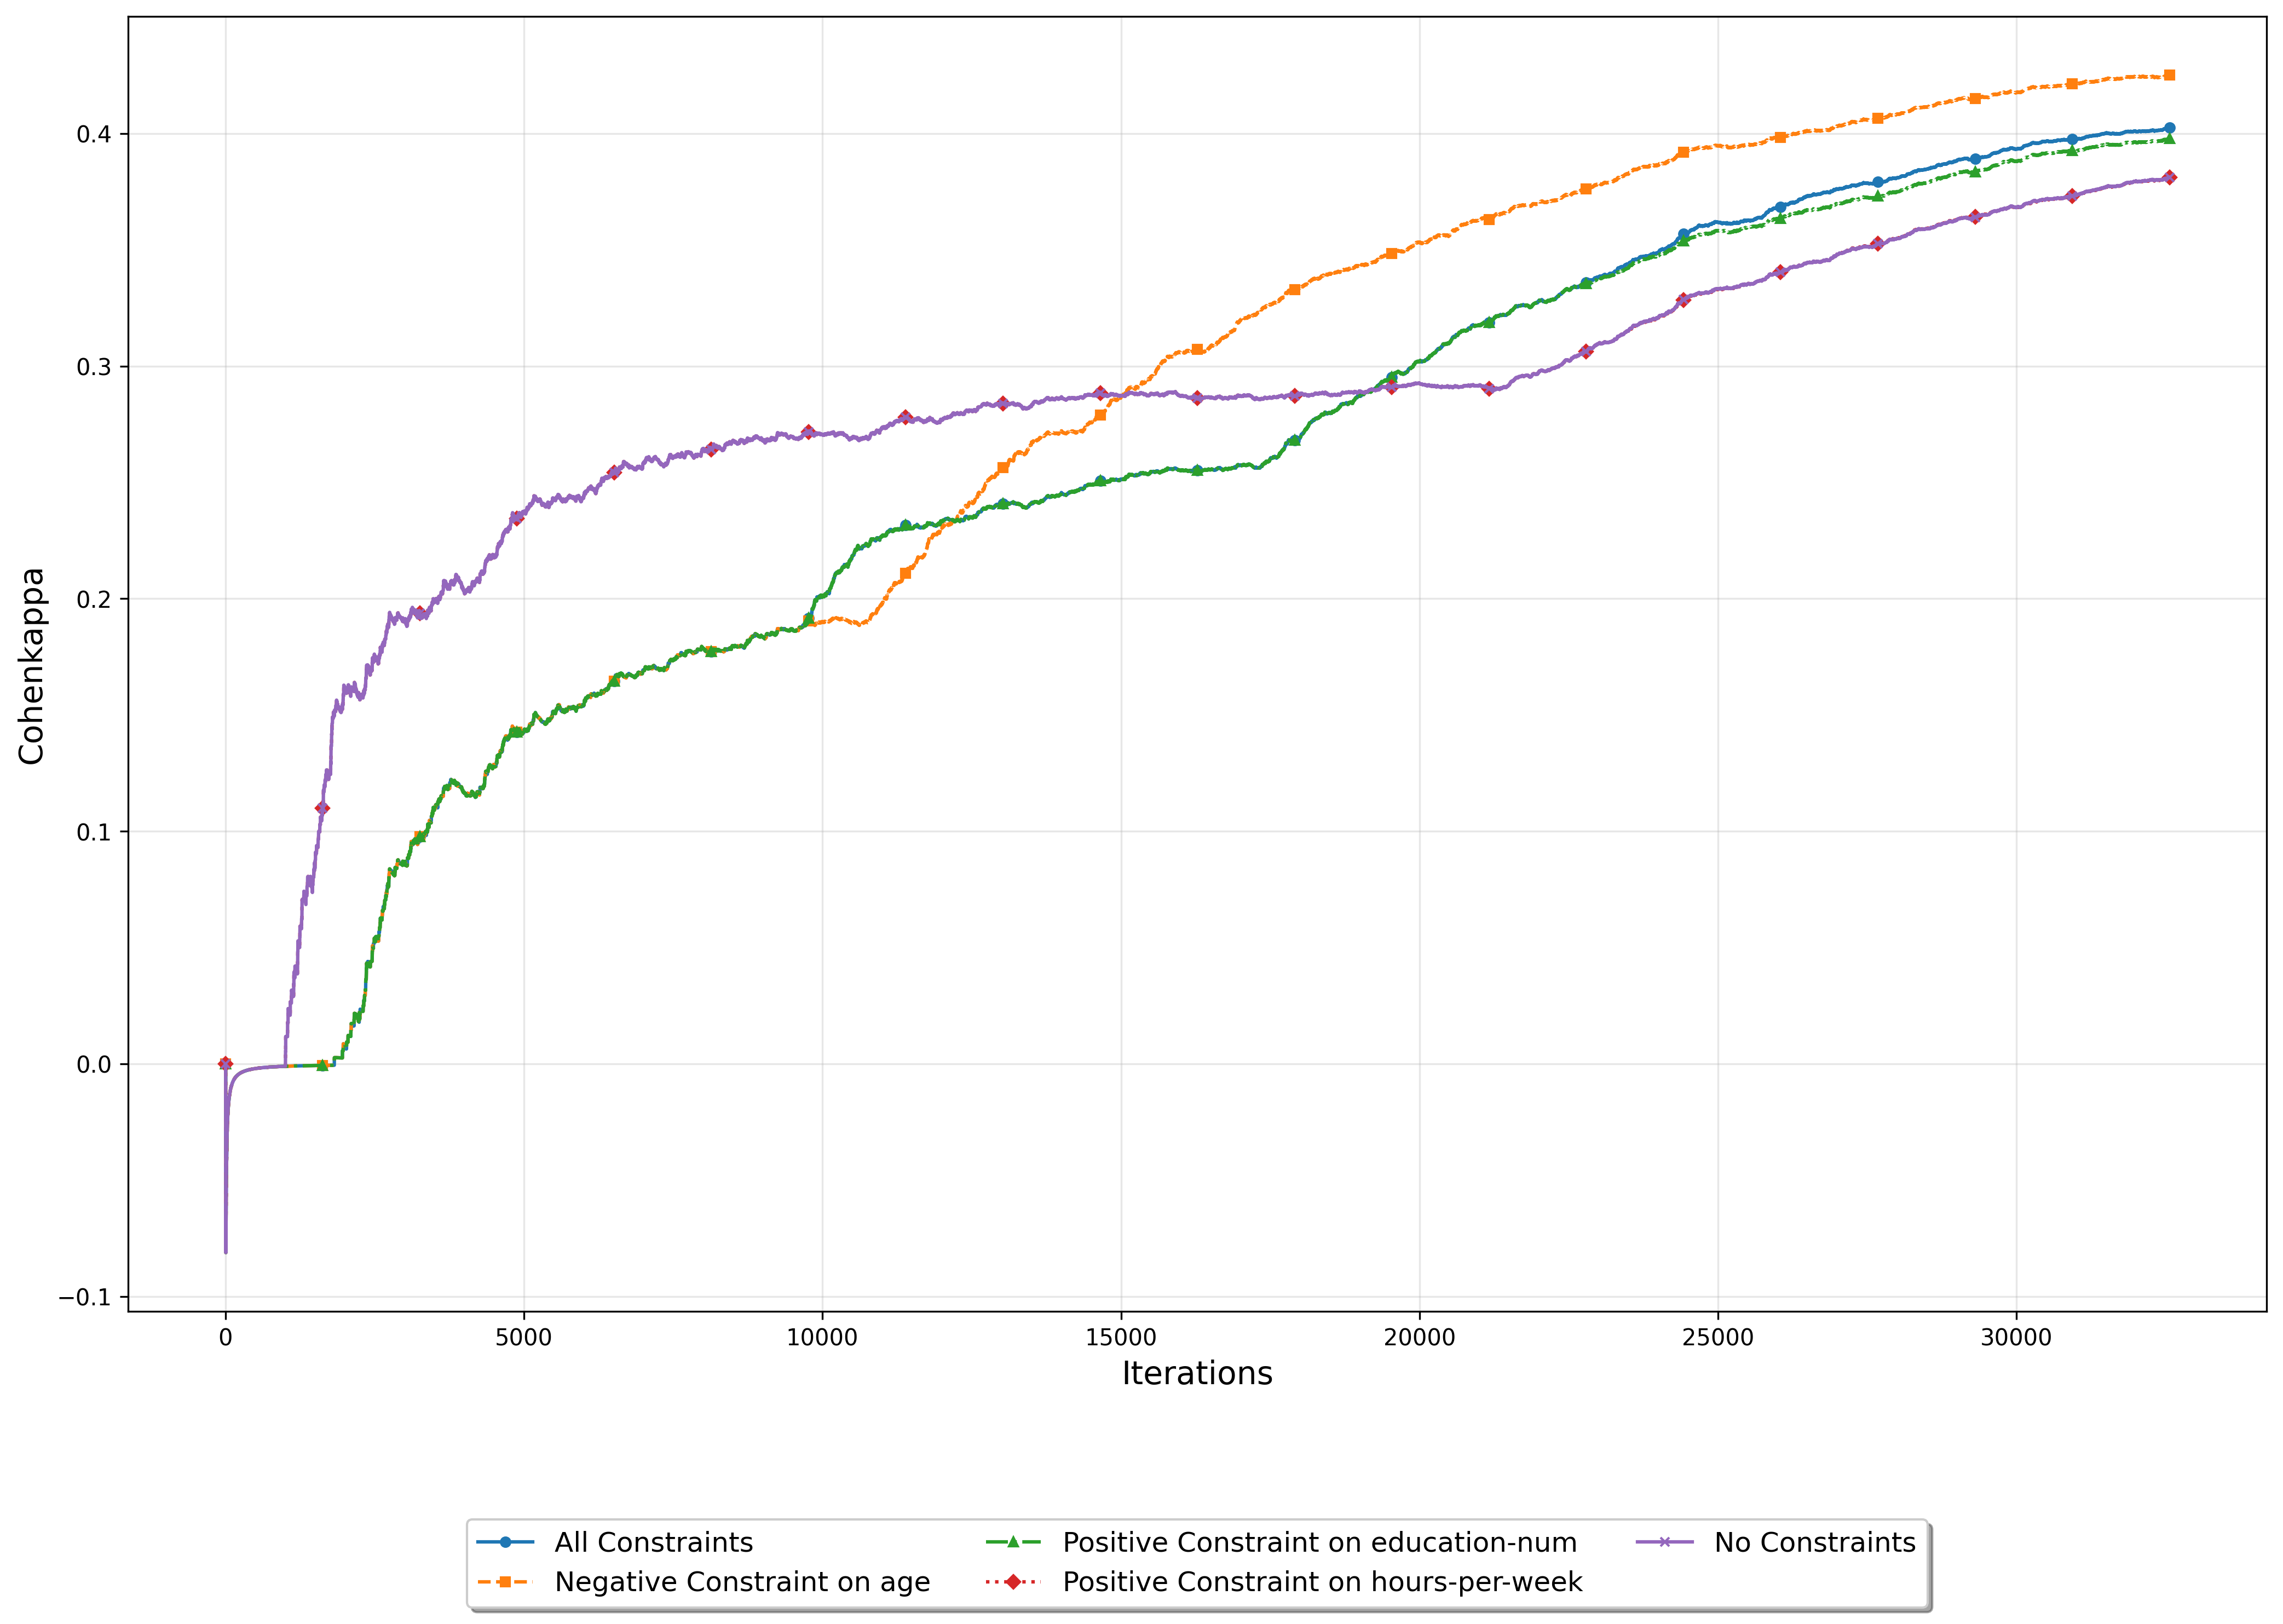 Cohenkappa
0.4
0.3
0.2
0.1
0.0
−0.1
0 5000 10000 15000 20000 25000 30000
Iterations
All Constraints Positive Constraint on education-num No Constraints
Negative Constraint on age Positive Constraint on hours-per-week